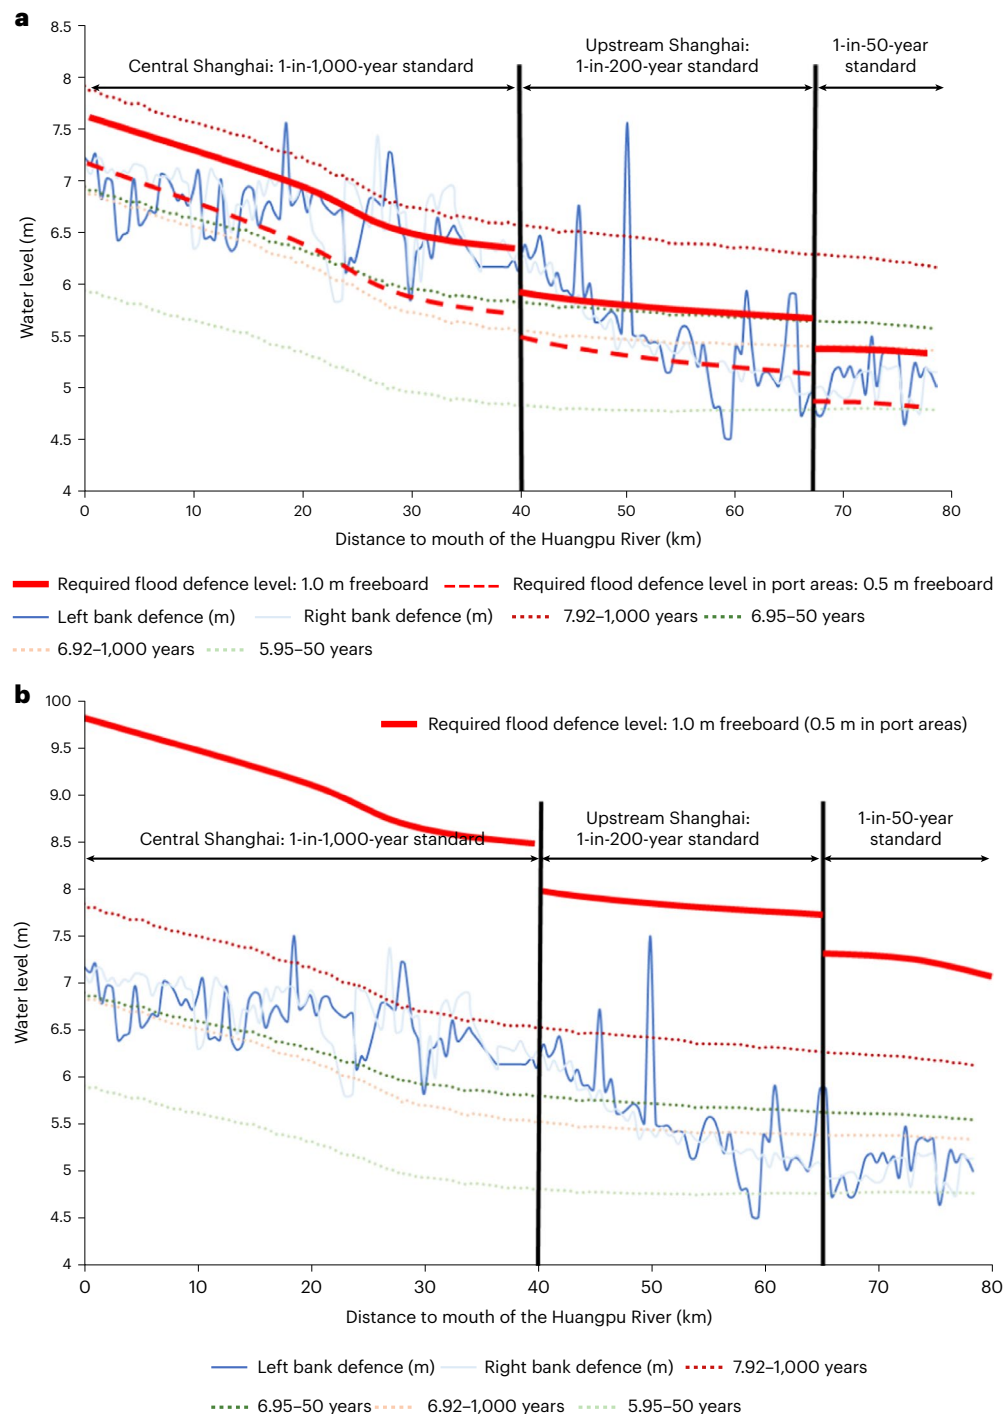 a
8.5
8
7.5
7
6.5
6
5.5
5
4.5
4
Water level (m)
Central Shanghai: 1-in-1,000-year standard
Upstream Shanghai:
1-in-200-year standard
1-in-50-year
standard
0 10 20 30 40 50 60 70 80
Distance to mouth of the Huangpu River (km)
Required flood defence level: 1.0 m freeboard
Required flood defence level in port areas: 0.5 m freeboard
Left bank defence (m)
Right bank defence (m)
7.92–1,000 years
6.95–50 years
6.92–1,000 years
5.95–50 years
b
100
9.5
9.0
8.5
8
7.5
7
6.5
6
5.5
5
4.5
4
Water level (m)
Required flood defence level: 1.0 m freeboard (0.5 m in port areas)
Central Shanghai: 1-in-1,000-year standard
Upstream Shanghai:
1-in-200-year standard
1-in-50-year
standard
0 10 20 30 40 50 60 70 80
Distance to mouth of the Huangpu River (km)
Left bank defence (m)
Right bank defence (m)
7.92–1,000 years
6.95–50 years
6.92–1,000 years
5.95–50 years